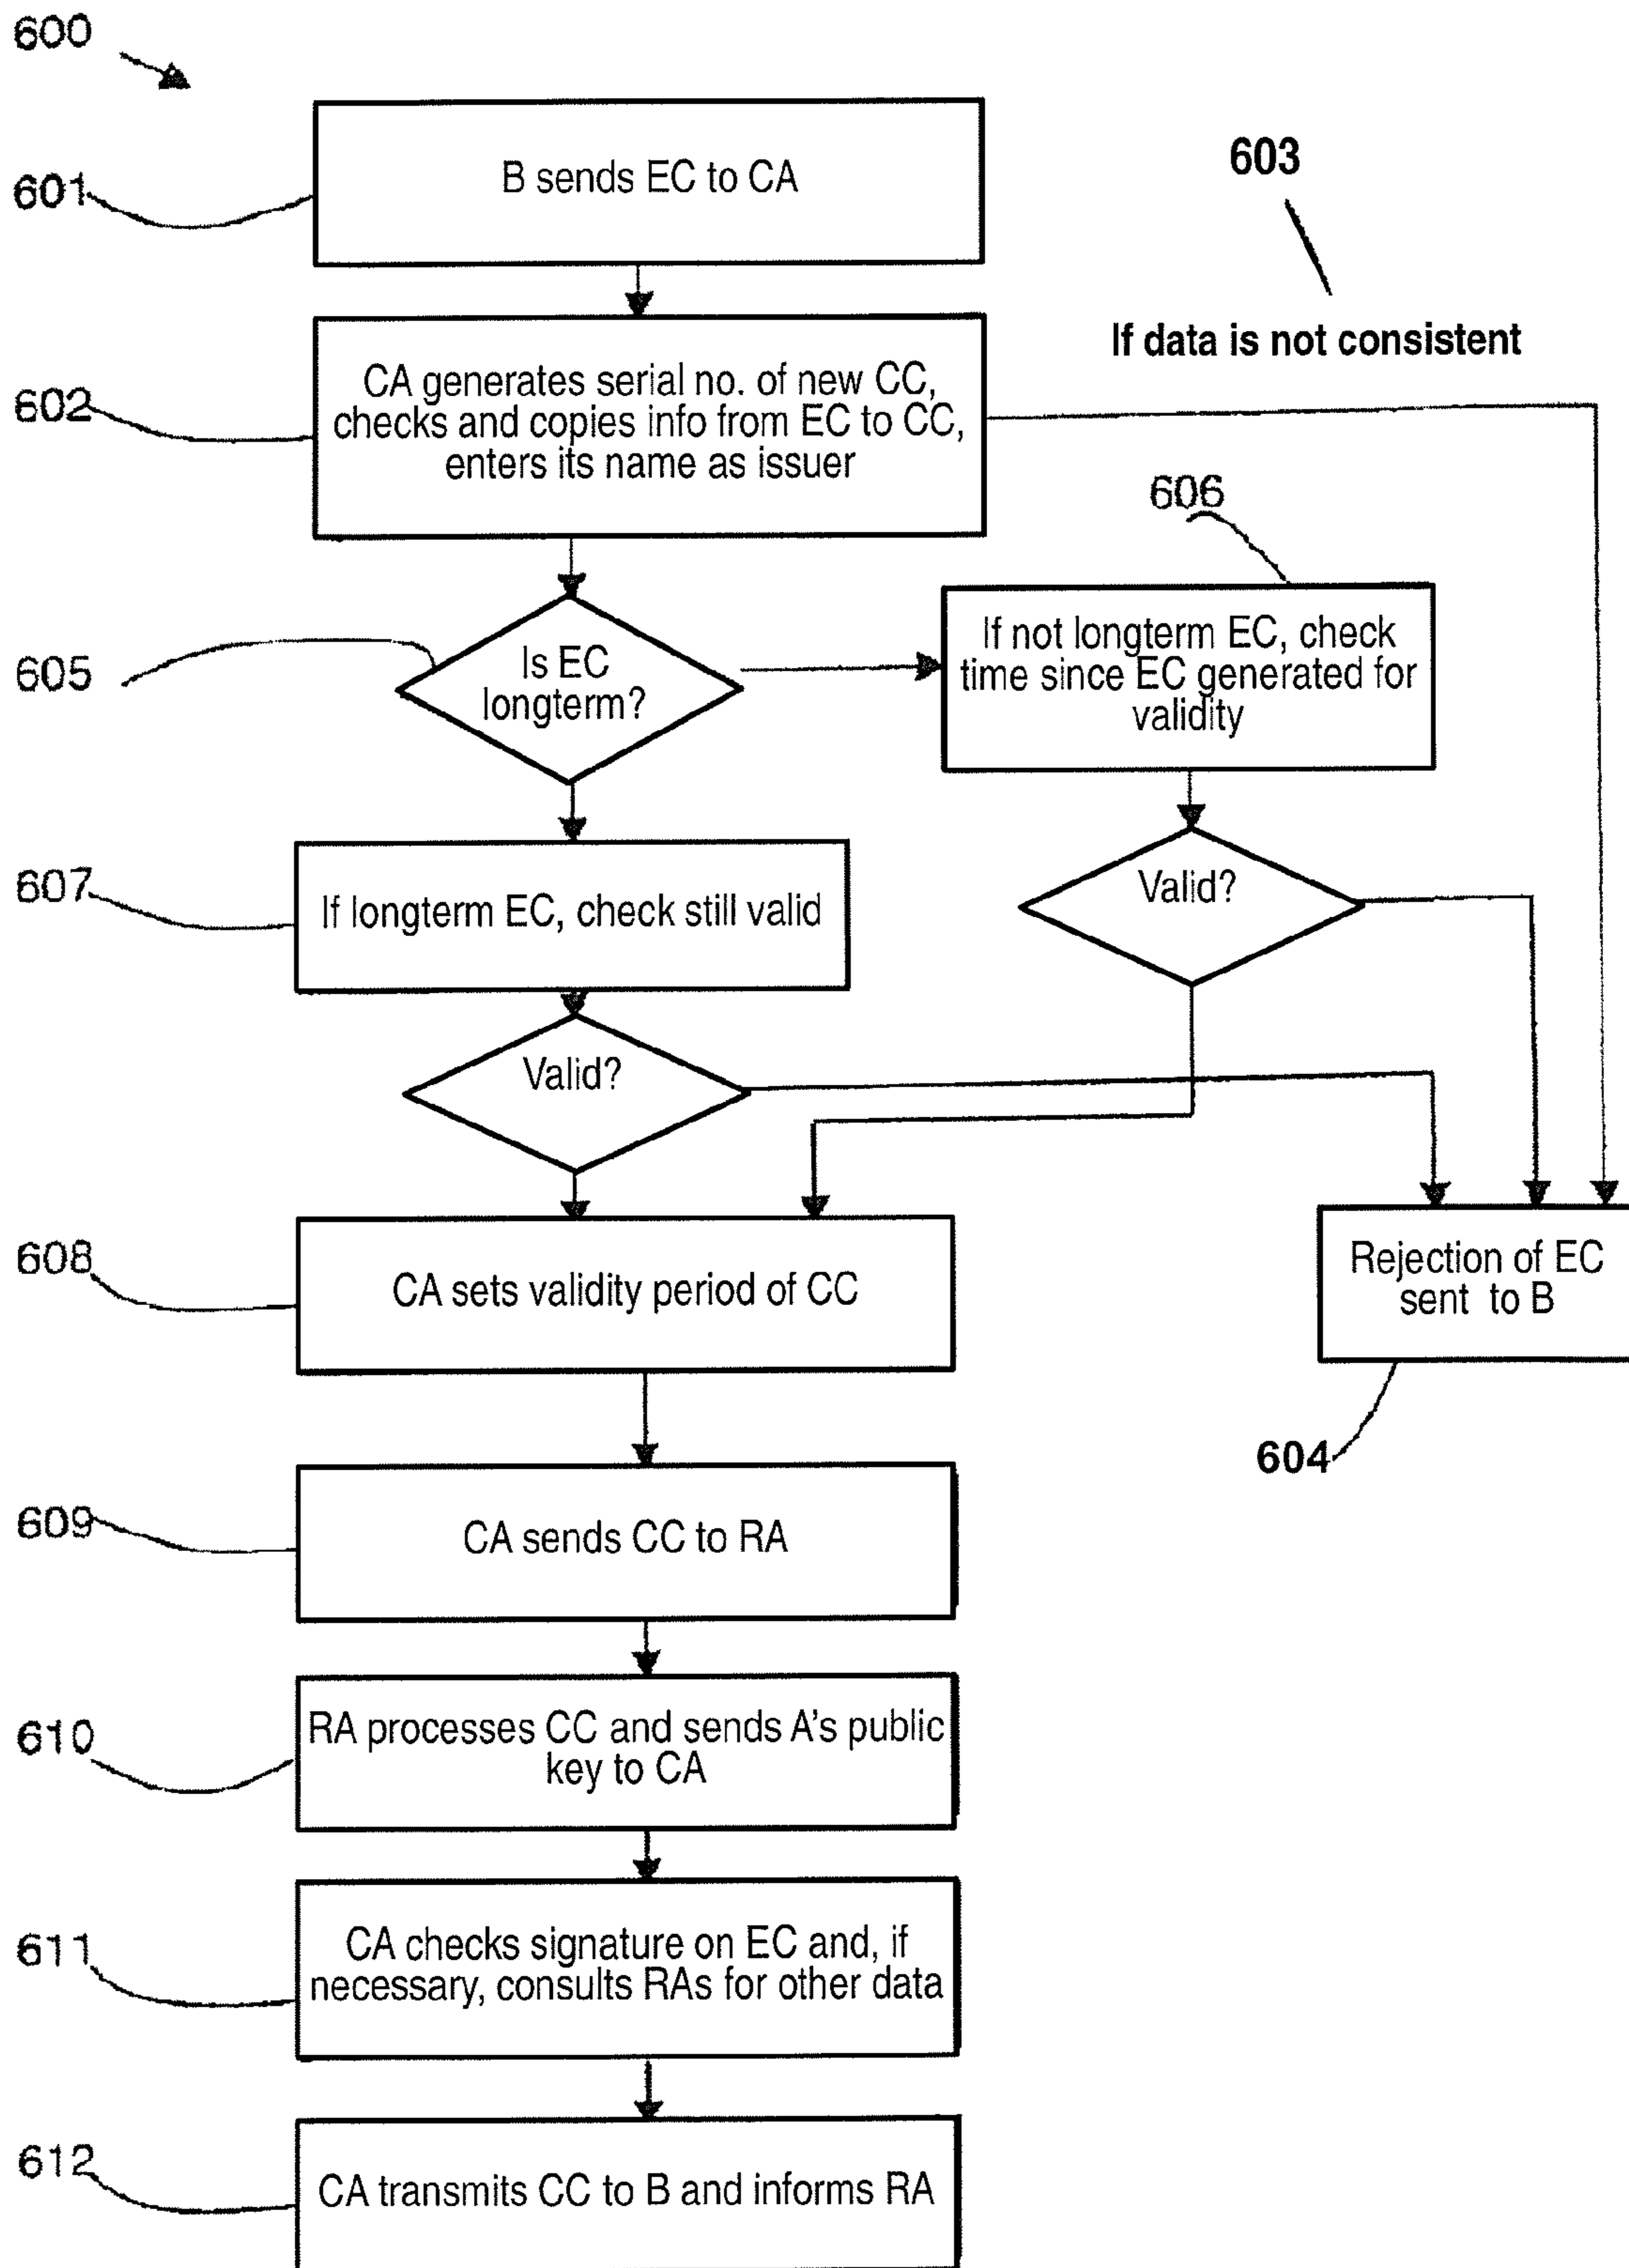 600
601
B sends EC to CA
603
If data is not consistent
602
CA generates serial no. of new CC,
checks and copies info from EC to CC,
enters its name as issuer
606
605
Is EC
longterm?
If not longterm EC, check
time since EC generated for
validity
607
If longterm EC, check still valid
Valid?
Valid?
608
CA sets validity period of CC
Rejection of EC
sent to B
604
609
CA sends CC to RA
610
RA processes CC and sends A's public
key to CA
611
CA checks signature on EC and, if
necessary, consults RAs for other data
612
CA transmits CC to B and informs RA